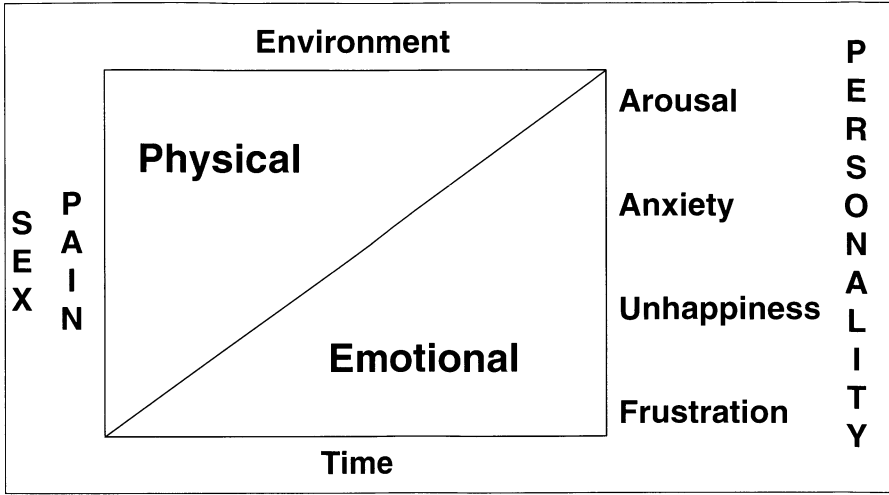 Environment
Physical
Emotional
Time
SEX
PAIN
Arousal
Anxiety
Unhappiness
Frustration
PERSONALITY